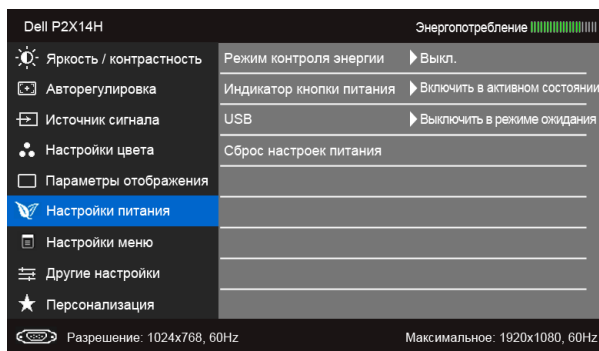 Dell P2X14H Энергопотребление
Яркость / контрастность Режим контроля энергии Выкл.
Авторегулировка Индикатор кнопки питания Включить в активном состоянии
Источник сигнала USB Выключить в режиме ожидания
Настройки цвета Сброс настроек питания
Параметры отображения
Настройки питания
Настройки меню
Другие настройки
Персонализация
Разрешение: 1024x768, 60Hz Максимальное: 1920x1080, 60Hz